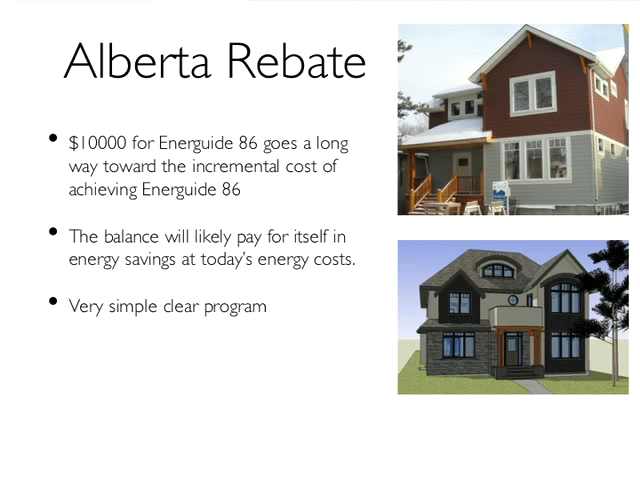 Alberta Rebate
• $10000 for Energuide 86 goes a long
way toward the incremental cost of
achieving Energuide 86
• The balance will likely pay for itself in
energy savings at today's energy costs.
• Very simple clear program